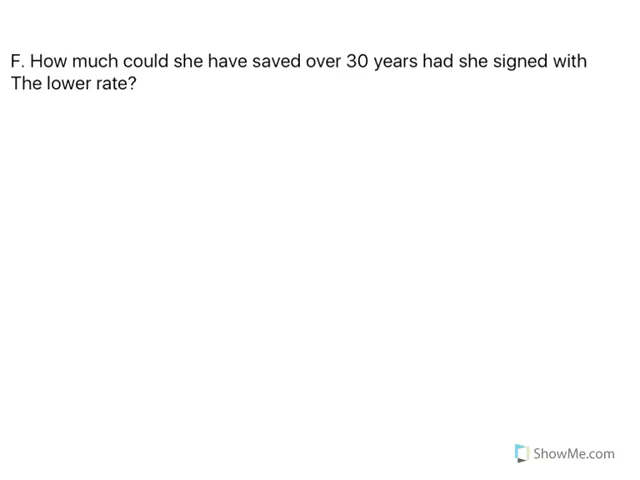 F. How much could she have saved over 30 years had she signed with
The lower rate?
ShowMe.com